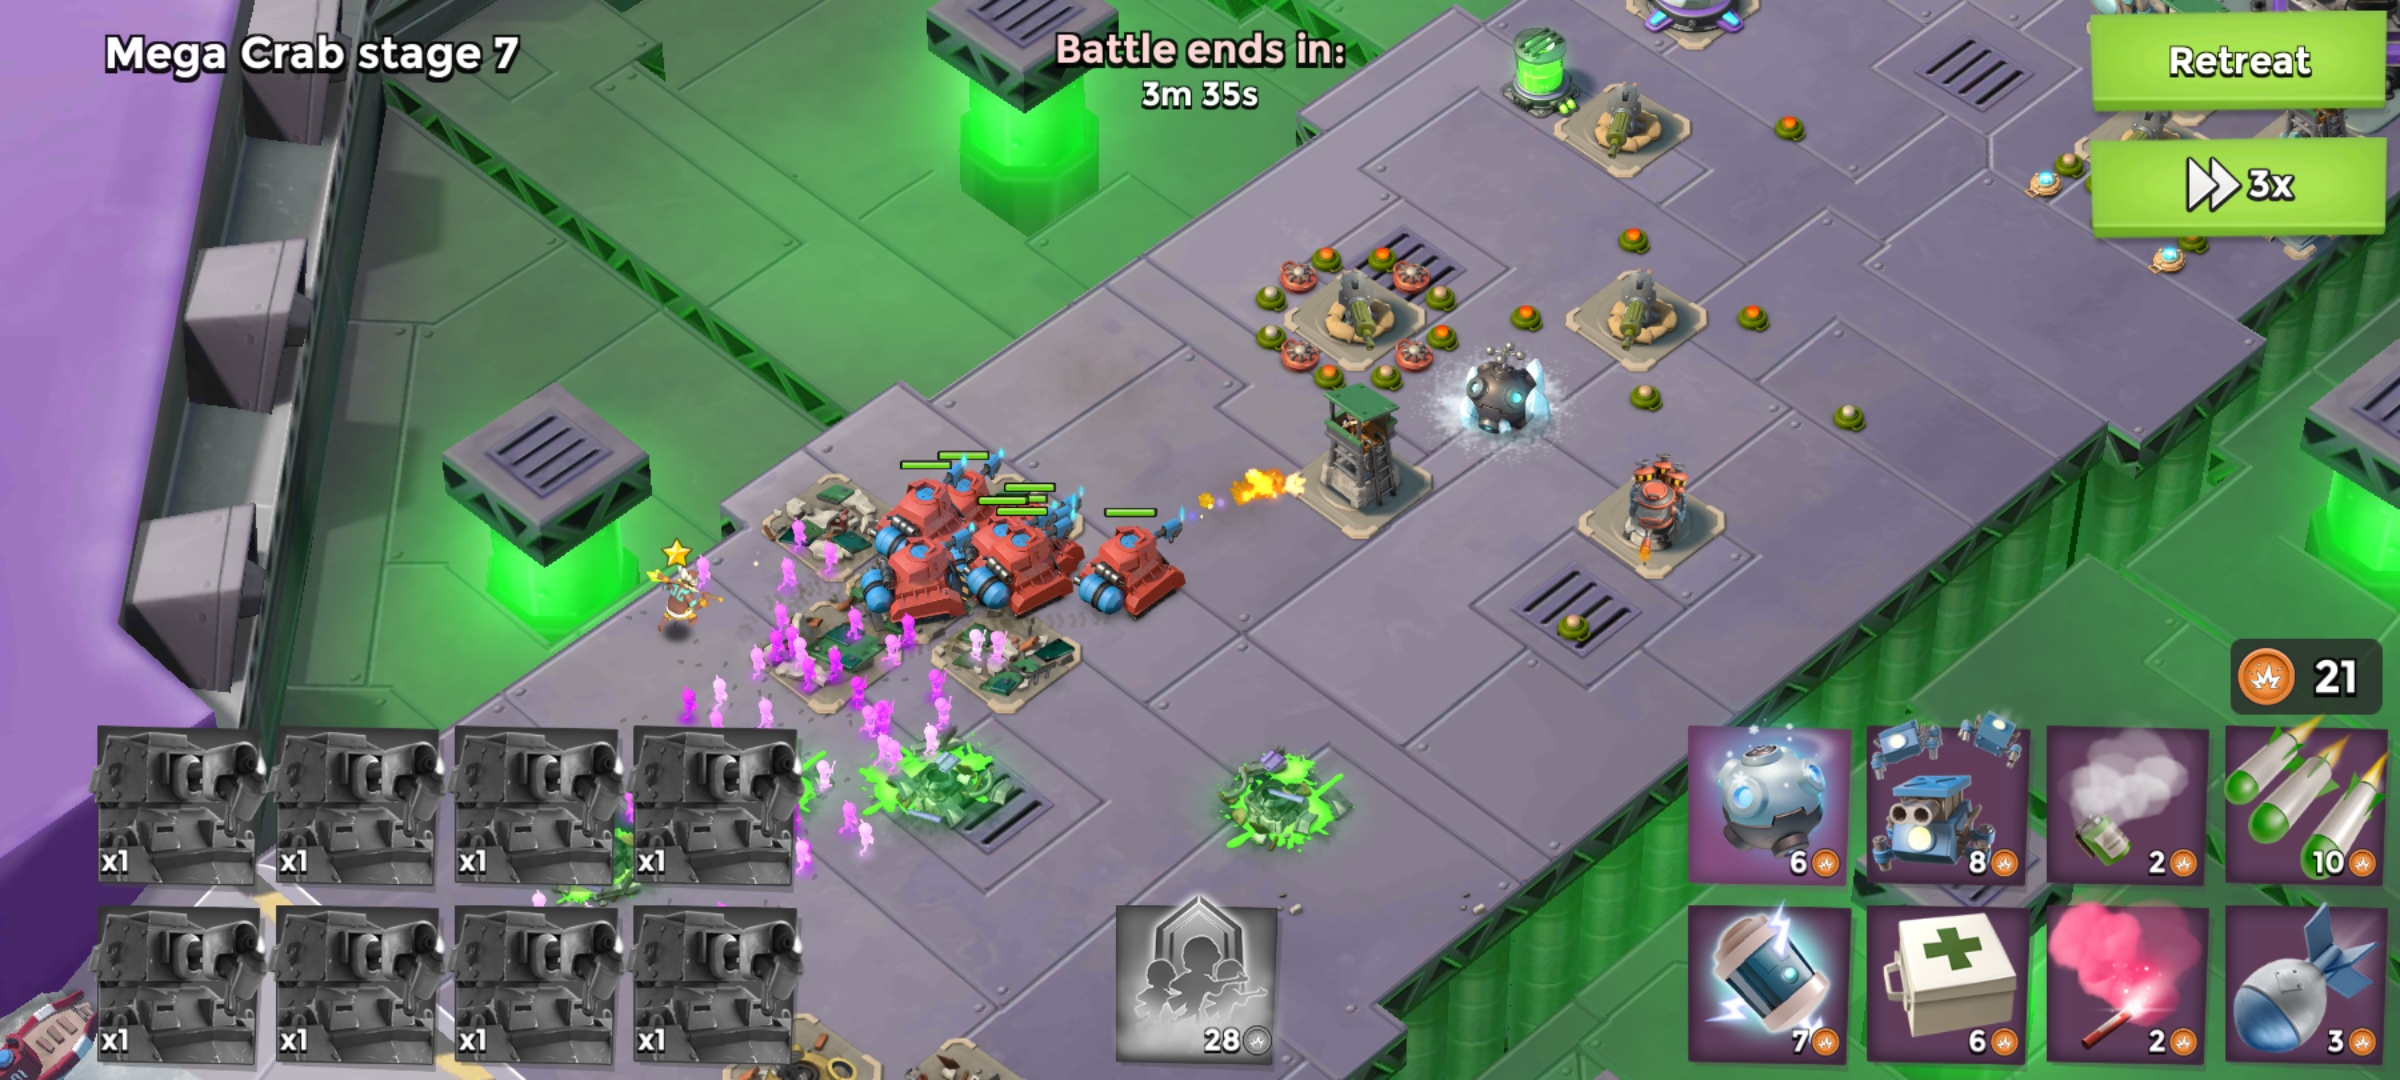 Mega Crab stage 7
Battle ends in:
3m 35s
Retreat
3x
21
6
8
2
10
x1
x1
x1
x1
7
6
2
3
x1
x1
x1
x1
28